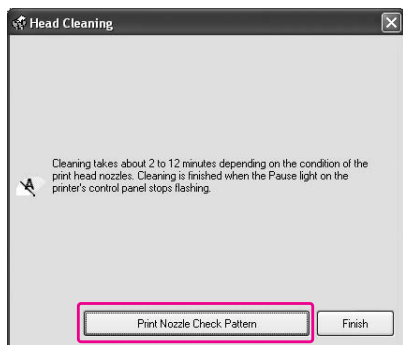 Head Cleaning
Cleaning takes about 2 to 12 minutes depending on the condition of the
print head nozzles. Cleaning is finished when the Pause light on the
printer's control panel stops flashing.
Print Nozzle Check Pattern Finish